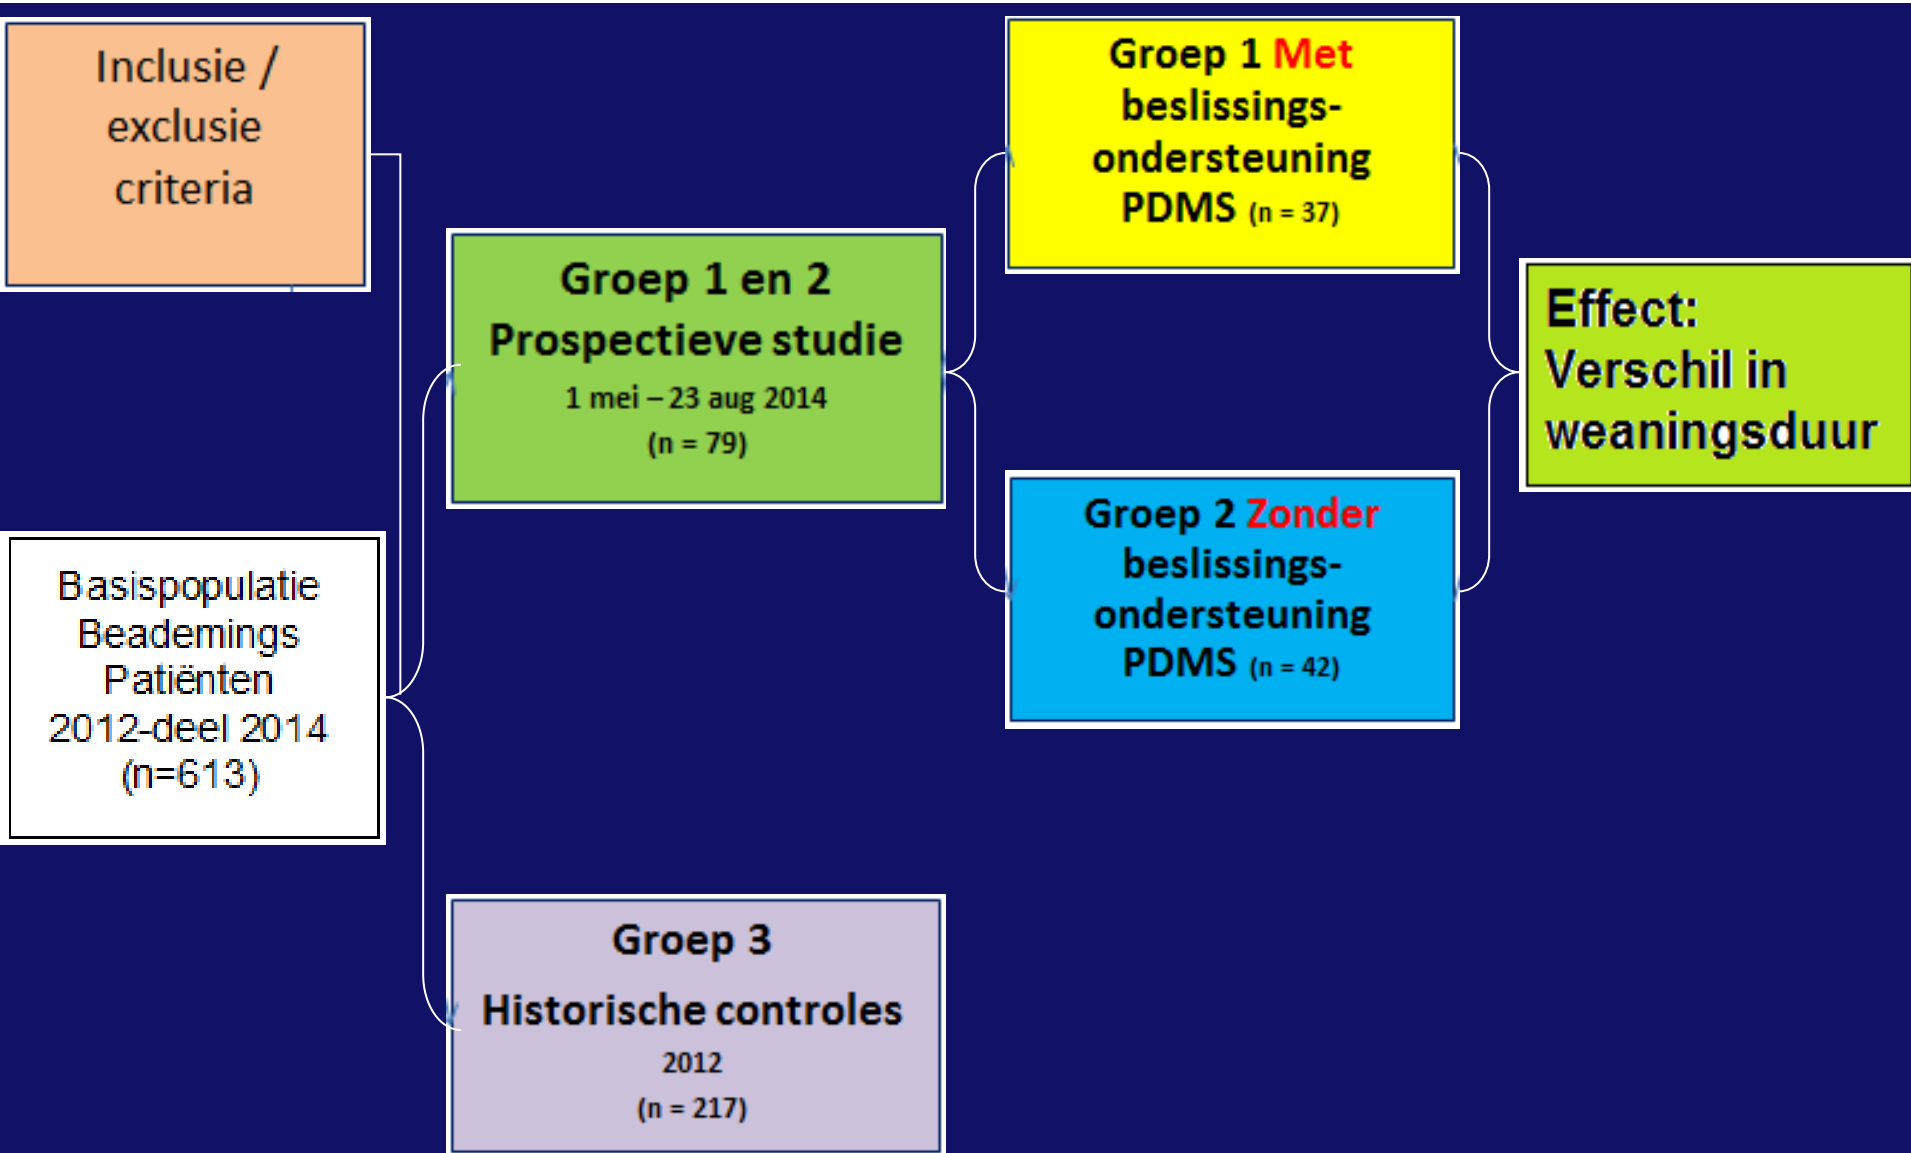 Inclusie /
exclusie
criteria
Basispopulatie
Beademings
Patiënten
2012-deel 2014
(n=613)
Groep 1 en 2
Prospectieve studie
1 mei – 23 aug 2014
(n = 79)
Groep 3
Historische controles
2012
(n = 217)
Groep 1 Met
beslissings-
ondersteuning
PDMS (n = 37)
Groep 2 Zonder
beslissings-
ondersteuning
PDMS (n = 42)
Effect:
Verschil in
weaningsduur